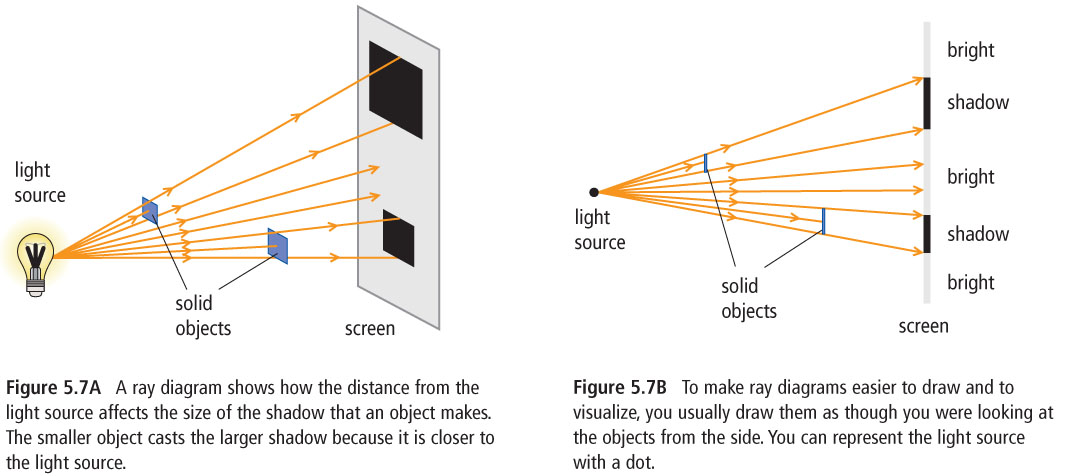 light
source
solid
objects
screen
Figure 5.7A A ray diagram shows how the distance from the
light source affects the size of the shadow that an object makes.
The smaller object casts the larger shadow because it is closer to
the light source.
bright
shadow
bright
light
source
shadow
solid
objects
bright
screen
Figure 5.7B To make ray diagrams easier to draw and to
visualize, you usually draw them as though you were looking at
the objects from the side. You can represent the light source
with a dot.